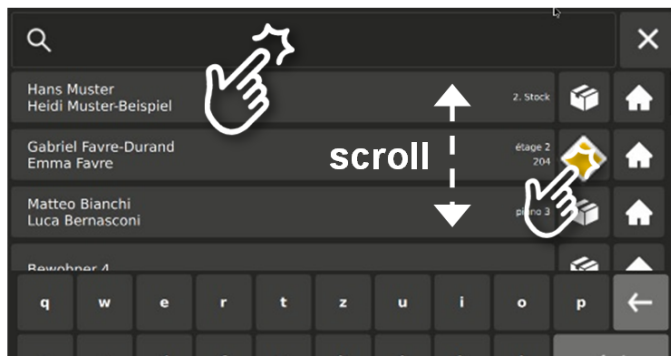 Hans Muster
Heidi Muster-Beispiel
2. Stock
Gabriel Favre-Durand
Emma Favre
étage 2
204
scroll
Matteo Bianchi
Luca Bernasconi
piano 3
Bewohner 4
q w e r t z u i o p